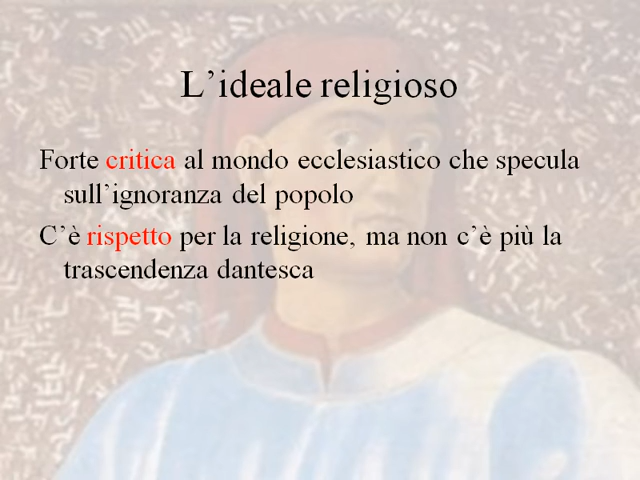 L’ideale religioso
Forte critica al mondo ecclesiastico che specula
sull’ignoranza del popolo
C’è rispetto per la religione, ma non c’è più la
trascendenza dantesca